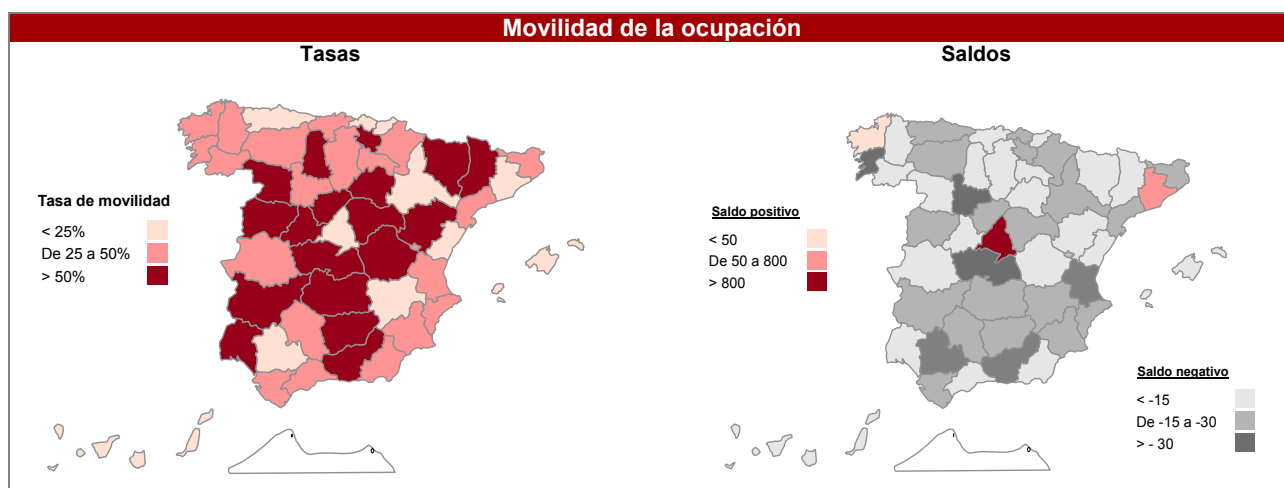 Movilidad de la ocupación
Tasas
Saldos
Tasa de movilidad
< 25%
De 25 a 50%
> 50%
Saldo positivo
< 50
De 50 a 800
> 800
Saldo negativo
< -15
De -15 a -30
> - 30